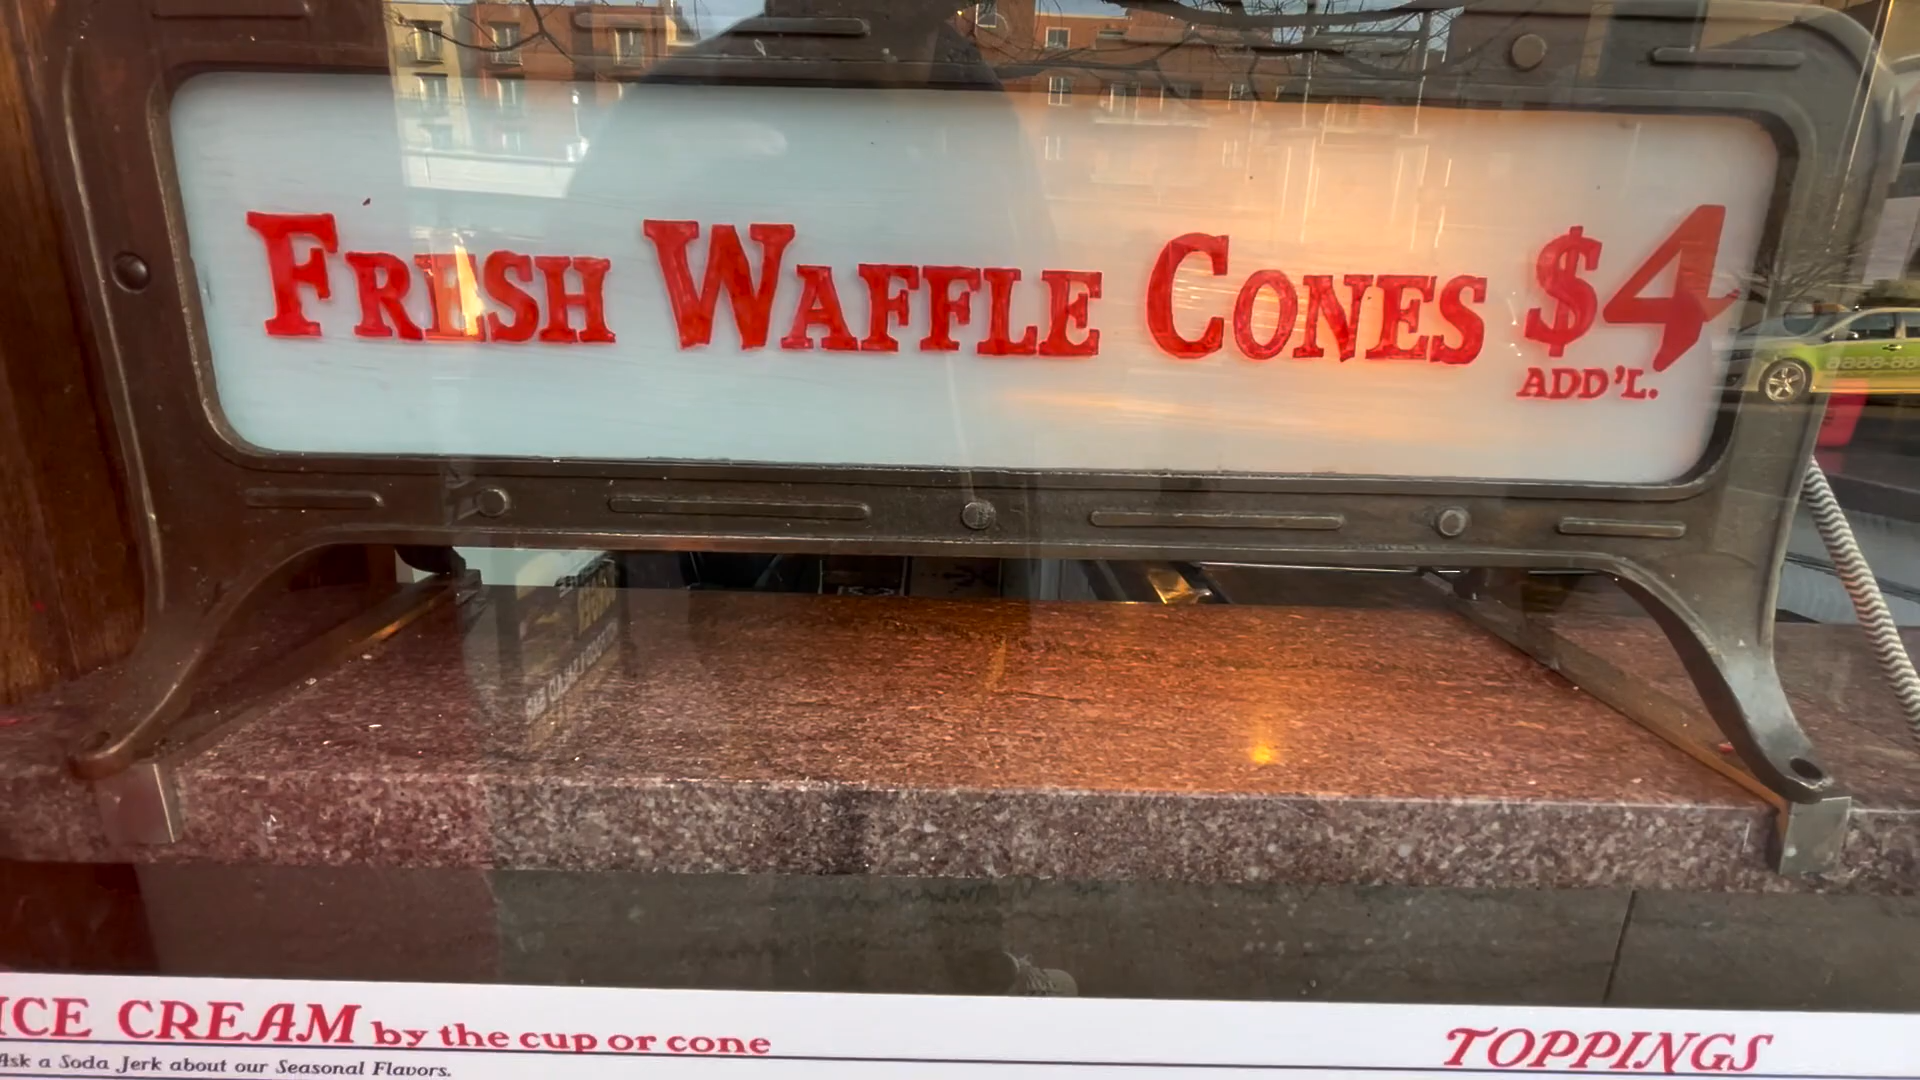 FRESH WAFFLE CONES $4
ADD'L.
ICE CREAM by the cup or cone
Ask a Soda Jerk about our Seasonal Flavors.
TOPPINGS